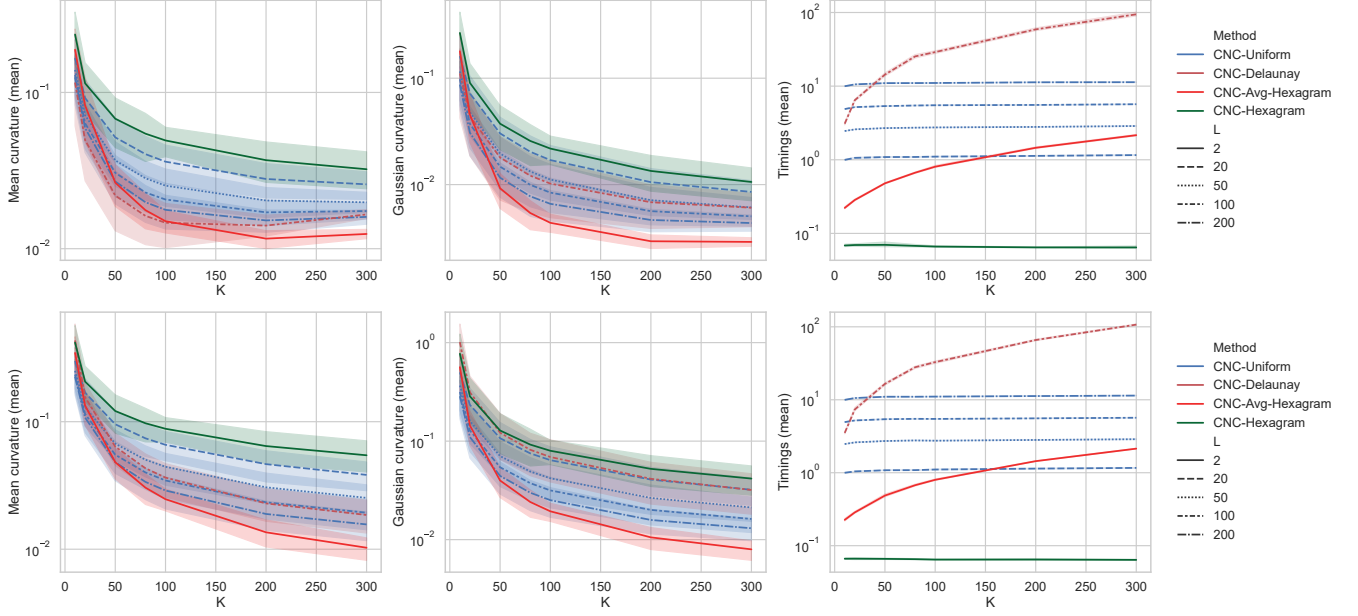 Mean curvature (mean)
10⁻¹
10⁻²
0 50 100 150 200 250 300
K
Gaussian curvature (mean)
10⁻¹
10⁻²
0 50 100 150 200 250 300
K
Timings (mean)
10²
10¹
10⁰
10⁻¹
0 50 100 150 200 250 300
K
Method
CNC-Uniform
CNC-Delaunay
CNC-Avg-Hexagram
CNC-Hexagram
L
2
20
50
100
200
Mean curvature (mean)
10⁻¹
10⁻²
0 50 100 150 200 250 300
K
Gaussian curvature (mean)
10⁰
10⁻¹
10⁻²
0 50 100 150 200 250 300
K
Timings (mean)
10²
10¹
10⁰
10⁻¹
0 50 100 150 200 250 300
K
Method
CNC-Uniform
CNC-Delaunay
CNC-Avg-Hexagram
CNC-Hexagram
L
2
20
50
100
200